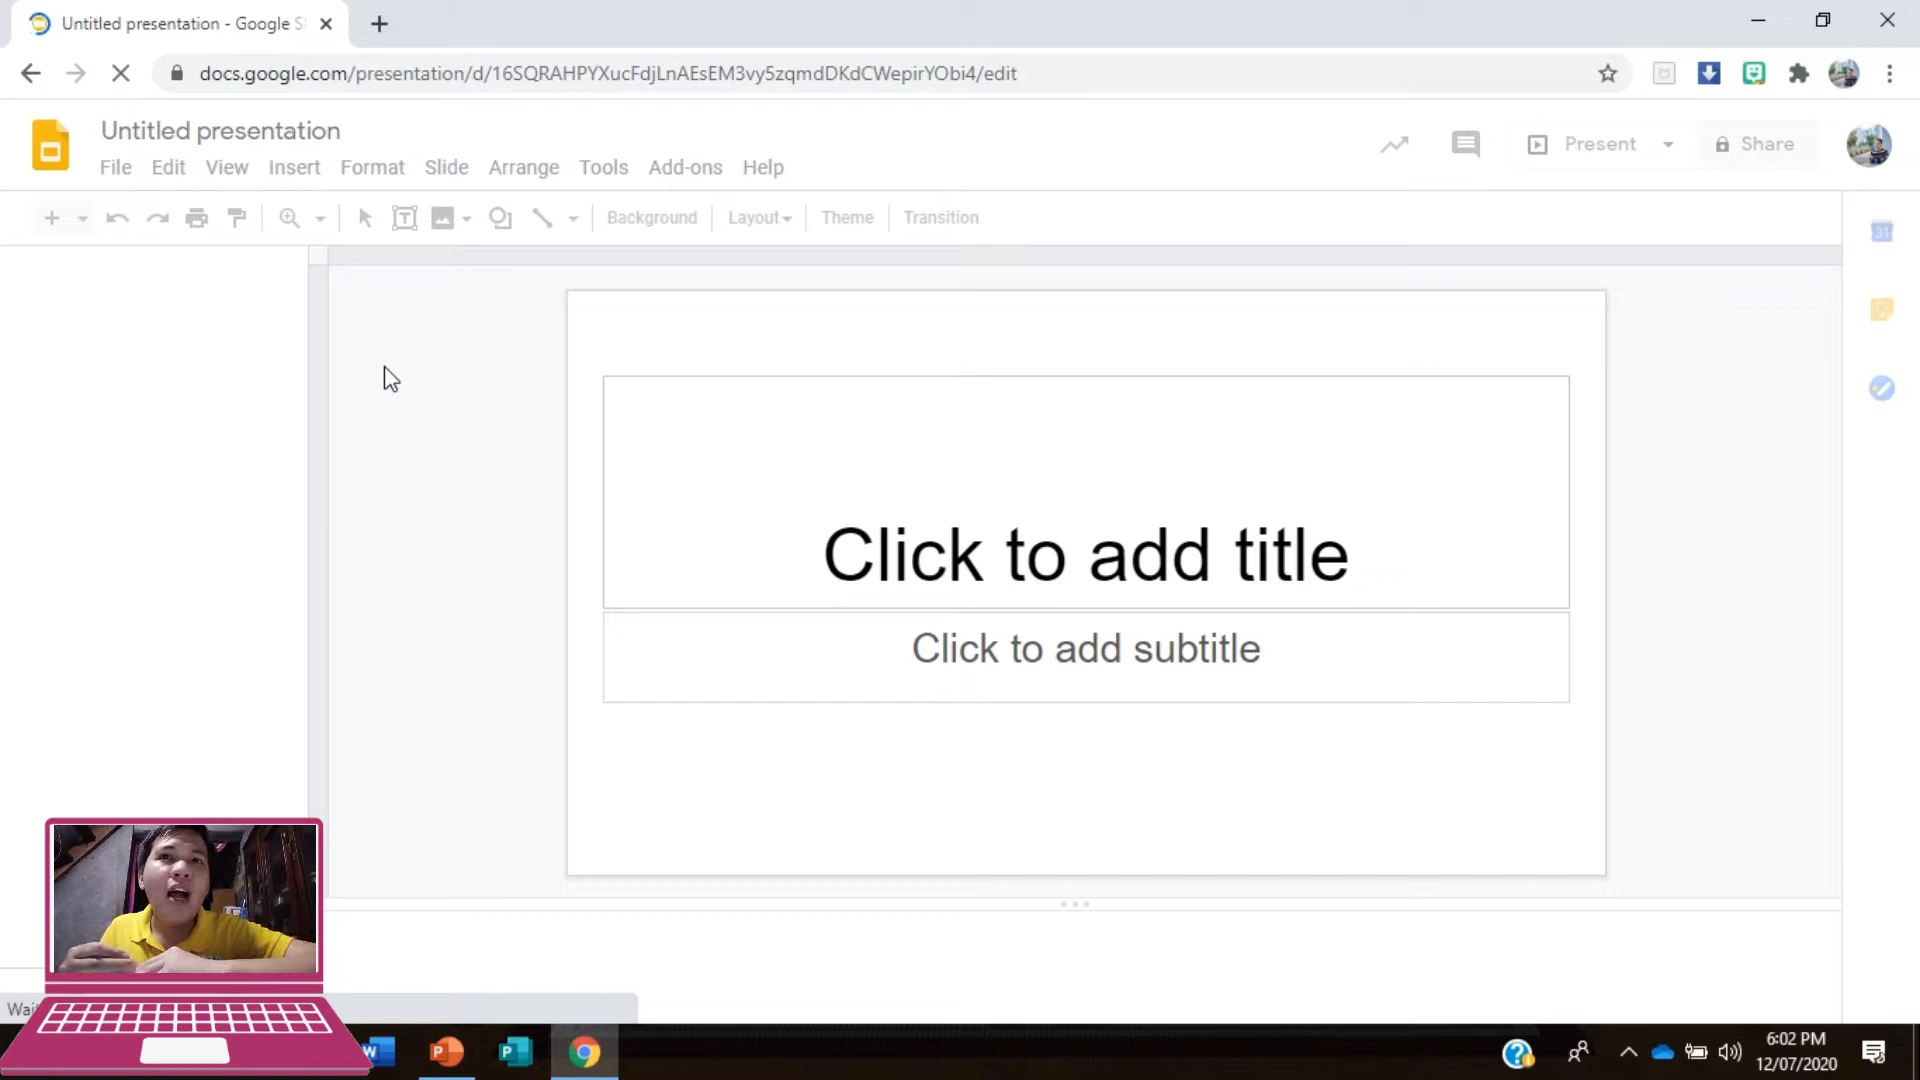 Untitled presentation - Google S
docs.google.com/presentation/d/16SQRAHPYXucFdjLnAEsEM3vy5zqmdDKdCWepirYObi4/edit
Untitled presentation
File Edit View Insert Format Slide Arrange Tools Add-ons Help
Present
Share
Background Layout Theme Transition
31
Click to add title
Click to add subtitle
Wai
6:02 PM
12/07/2020